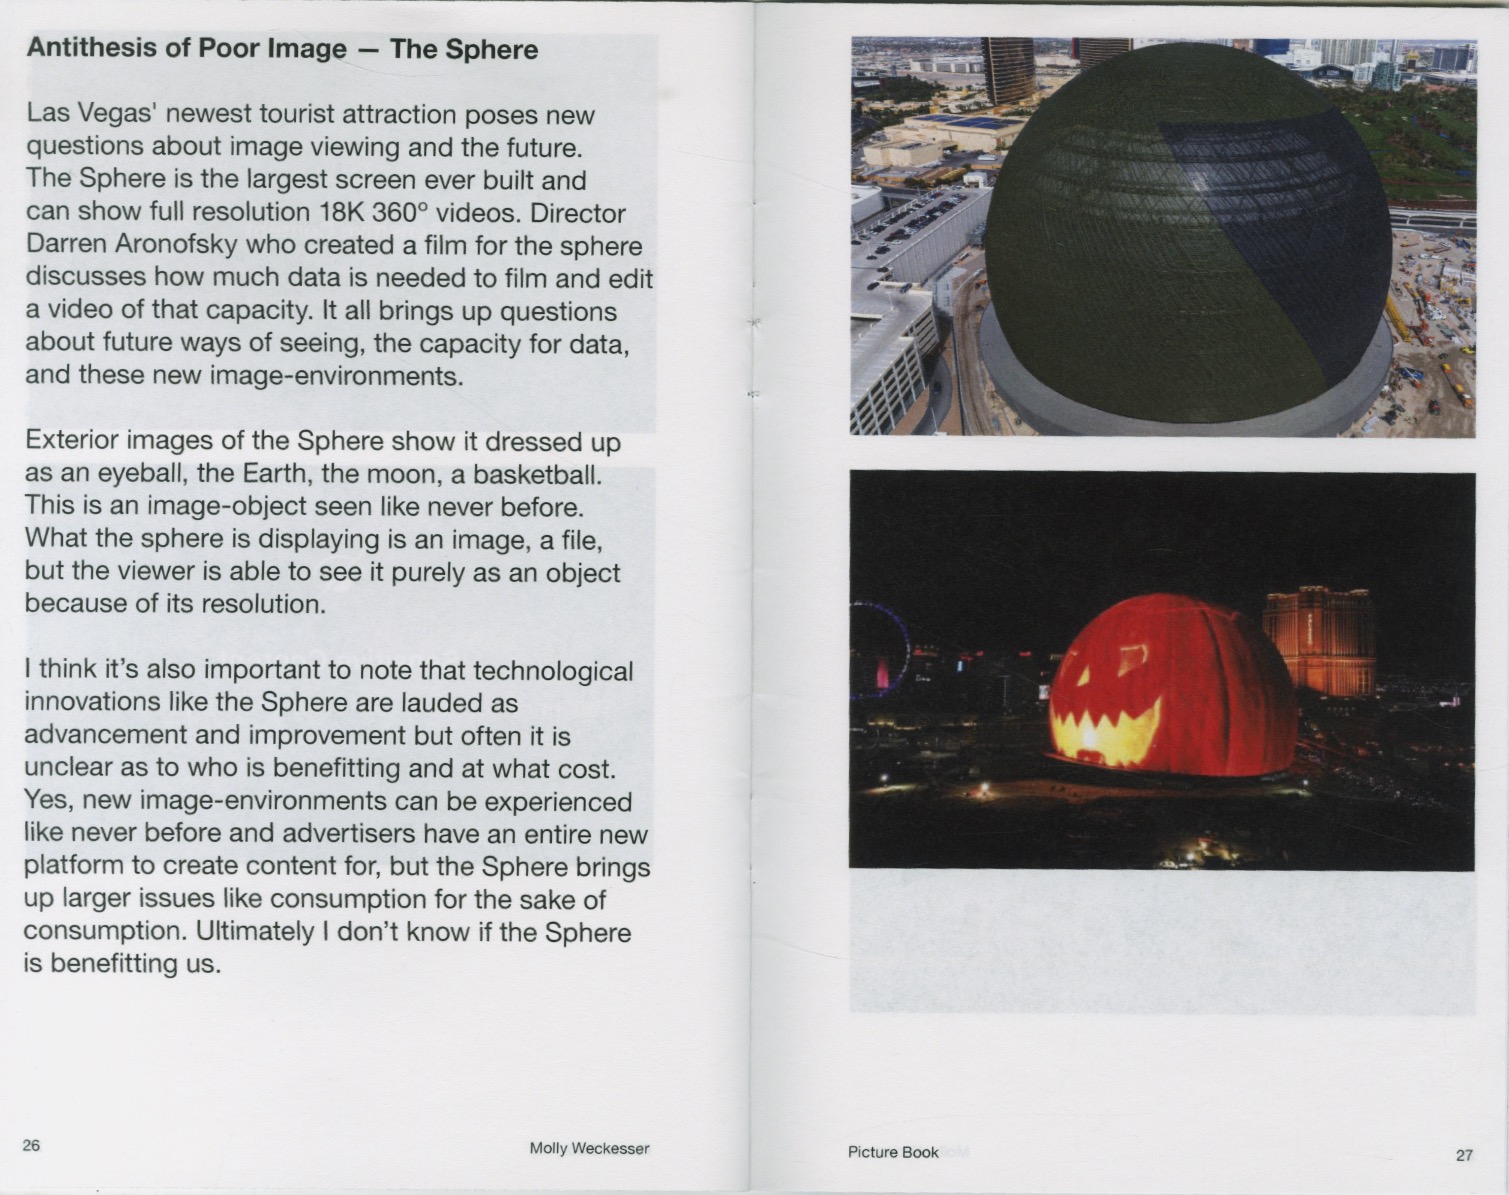 Antithesis of Poor Image — The Sphere
Las Vegas' newest tourist attraction poses new
questions about image viewing and the future.
The Sphere is the largest screen ever built and
can show full resolution 18K 360° videos. Director
Darren Aronofsky who created a film for the sphere
discusses how much data is needed to film and edit
a video of that capacity. It all brings up questions
about future ways of seeing, the capacity for data,
and these new image-environments.
Exterior images of the Sphere show it dressed up
as an eyeball, the Earth, the moon, a basketball.
This is an image-object seen like never before.
What the sphere is displaying is an image, a file,
but the viewer is able to see it purely as an object
because of its resolution.
I think it's also important to note that technological
innovations like the Sphere are lauded as
advancement and improvement but often it is
unclear as to who is benefitting and at what cost.
Yes, new image-environments can be experienced
like never before and advertisers have an entire new
platform to create content for, but the Sphere brings
up larger issues like consumption for the sake of
consumption. Ultimately I don't know if the Sphere
is benefitting us.
26
Molly Weckesser
Picture Book
27